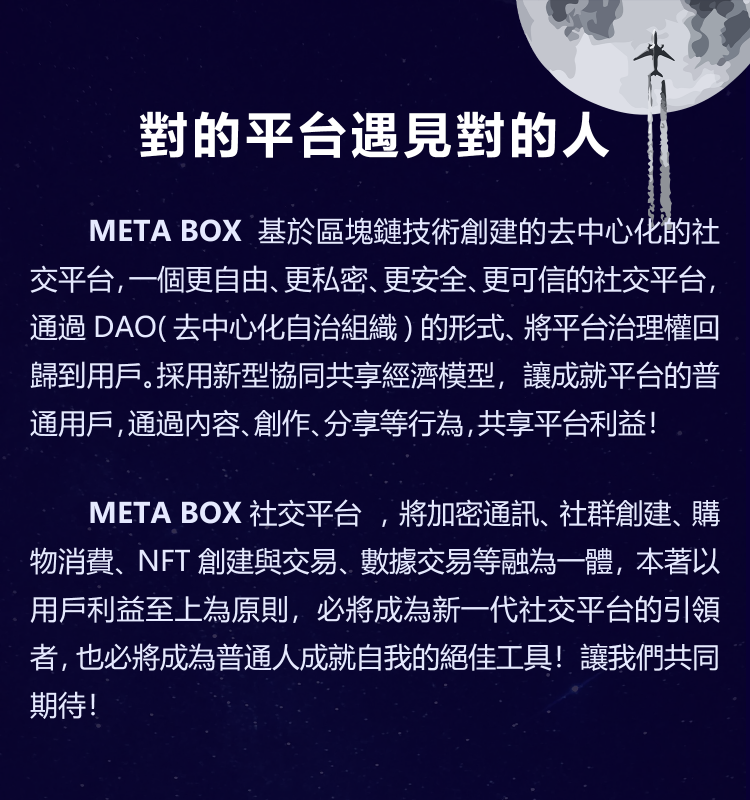 對的平台遇見對的人
META BOX 基於區塊鏈技術創建的去中心化的社
交平台，一個更自由、更私密、更安全、更可信的社交平台，
通過 DAO( 去中心化自治組織 ) 的形式、將平台治理權回
歸到用戶。採用新型協同共享經濟模型，讓成就平台的普
通用戶，通過內容、創作、分享等行為，共享平台利益！
META BOX 社交平台 ，將加密通訊、社群創建、購
物消費、NFT 創建與交易、數據交易等融為一體，本著以
用戶利益至上為原則，必將成為新一代社交平台的引領
者，也必將成為普通人成就自我的絕佳工具！讓我們共同
期待！